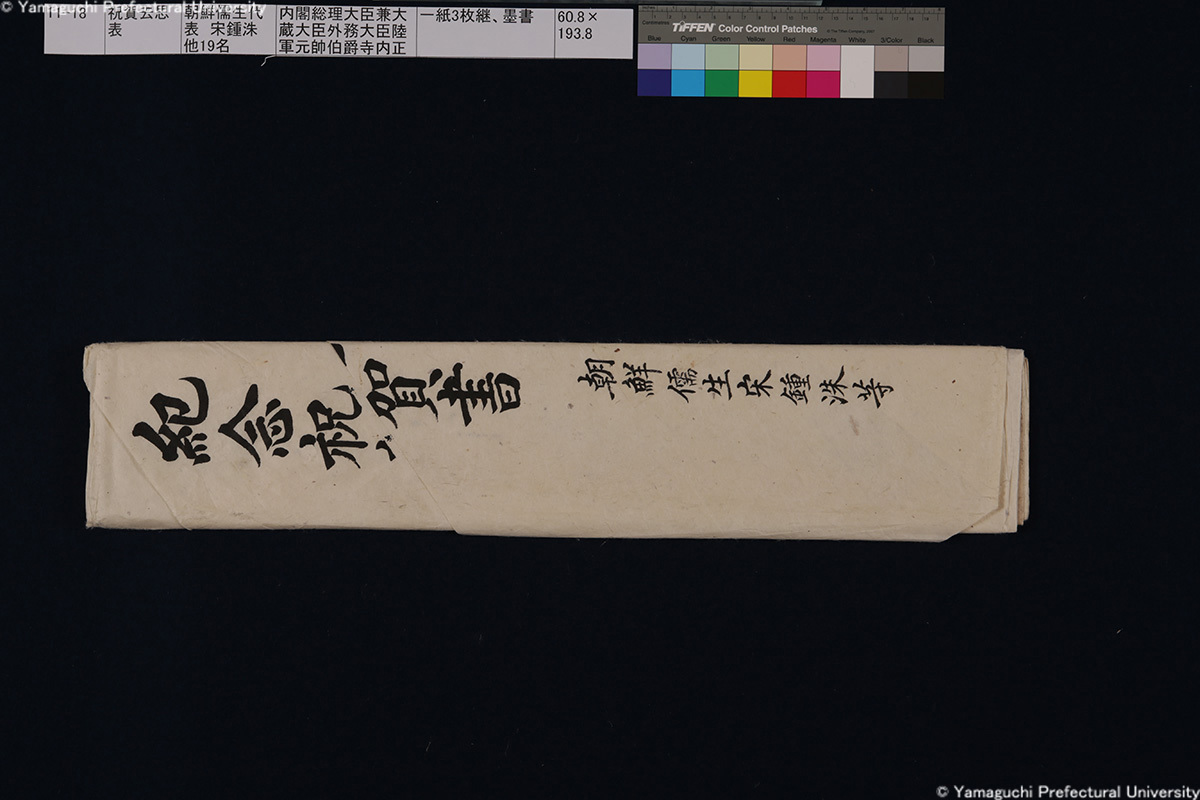 © Yamaguchi Prefectural University
祝賀会志
表
朝鮮儒生代
表 宋鍾洙
他19名
内閣総理大臣兼大
蔵大臣外務大臣陸
軍元帥伯爵寺内正
一紙3枚継、墨書
60.8×
193.8
TIFFEN Color Control Patches
Blue Cyan Green Yellow Red Magenta White 3/Color Black
紀念祝賀書
朝鮮儒生宋鍾洙等
© Yamaguchi Prefectural University